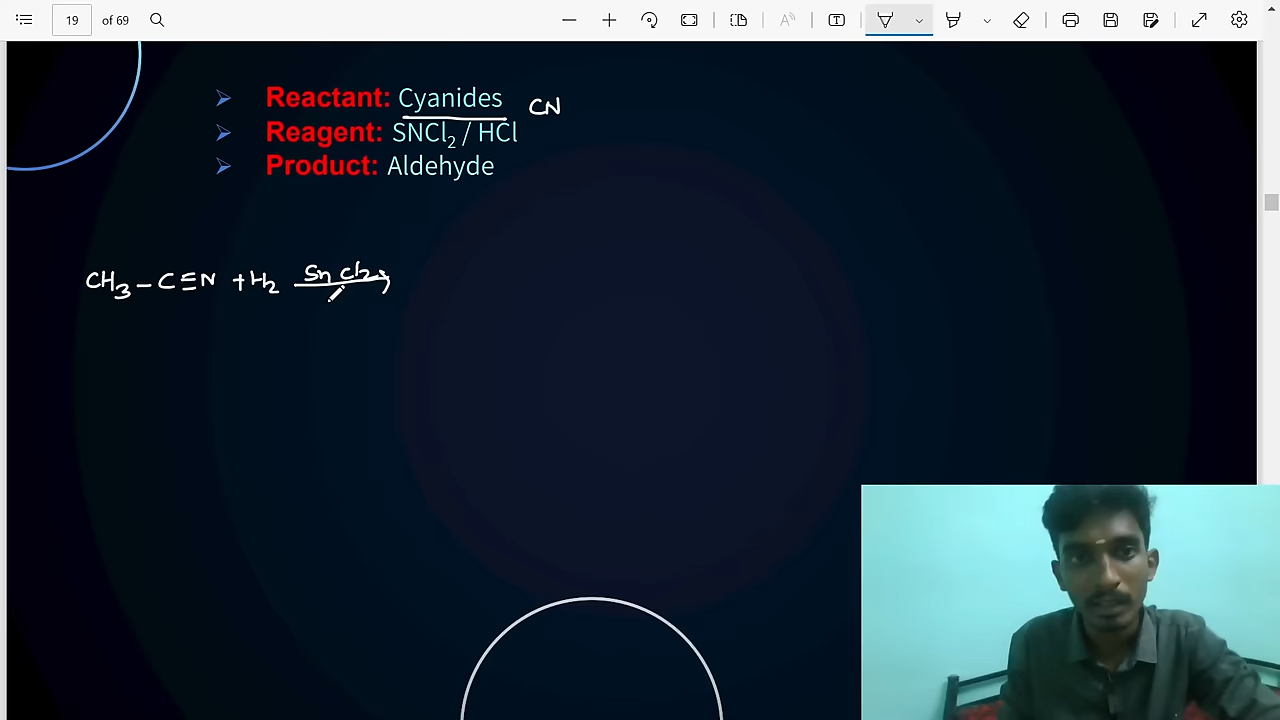 19 of 69
Reactant: Cyanides CN
Reagent: SNCl₂ / HCl
Product: Aldehyde
CH₃ – C≡N + H₂ SnCl₂